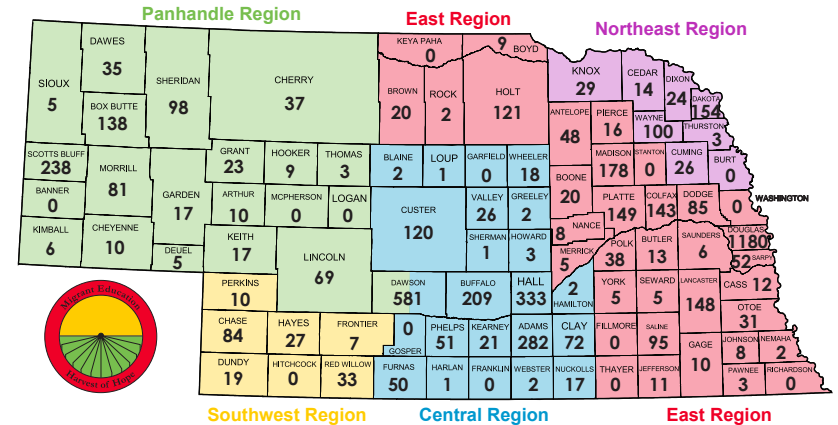 Panhandle Region
East Region
Northeast Region
SIOUX
5
DAWES
35
BOX BUTTE
138
SHERIDAN
98
CHERRY
37
KEYA PAHA
0
9 BOYD
BROWN
20
ROCK
2
HOLT
121
KNOX
29
CEDAR
14
DIXON
24
DAKOTA
154
ANTELOPE
48
PIERCE
16
WAYNE
100
THURSTON
3
SCOTTS BLUFF
238
BANNER
0
KIMBALL
6
MORRILL
81
CHEYENNE
10
GARDEN
17
DEUEL
5
GRANT
23
HOOKER
9
THOMAS
3
ARTHUR
10
MCPHERSON
0
LOGAN
0
KEITH
17
LINCOLN
69
BLAINE
2
LOUP
1
GARFIELD
0
WHEELER
18
CUSTER
120
VALLEY
26
GREELEY
2
SHERMAN
1
HOWARD
3
BOONE
20
MADISON
178
STANTON
0
CUMING
26
BURT
0
PLATTE
149
COLFAX
143
DODGE
85
0
WASHINGTON
8 NANCE
MERRICK
5
POLK
38
BUTLER
13
SAUNDERS
6
DOUGLAS
1180
52 SARPY
PERKINS
10
CHASE
84
HAYES
27
FRONTIER
7
DUNDY
19
HITCHCOCK
0
RED WILLOW
33
DAWSON
581
BUFFALO
209
HALL
333
2
HAMILTON
YORK
5
SEWARD
5
LANCASTER
148
CASS 12
OTOE
31
0
GOSPER
PHELPS
51
KEARNEY
21
ADAMS
282
CLAY
72
FILLMORE
0
SALINE
95
GAGE
10
JOHNSON
8
NEMAHA
2
FURNAS
50
HARLAN
1
FRANKLIN
0
WEBSTER
2
NUCKOLLS
17
THAYER
0
JEFFERSON
11
PAWNEE
3
RICHARDSON
0
Migrant Education
Harvest of Hope
Southwest Region
Central Region
East Region